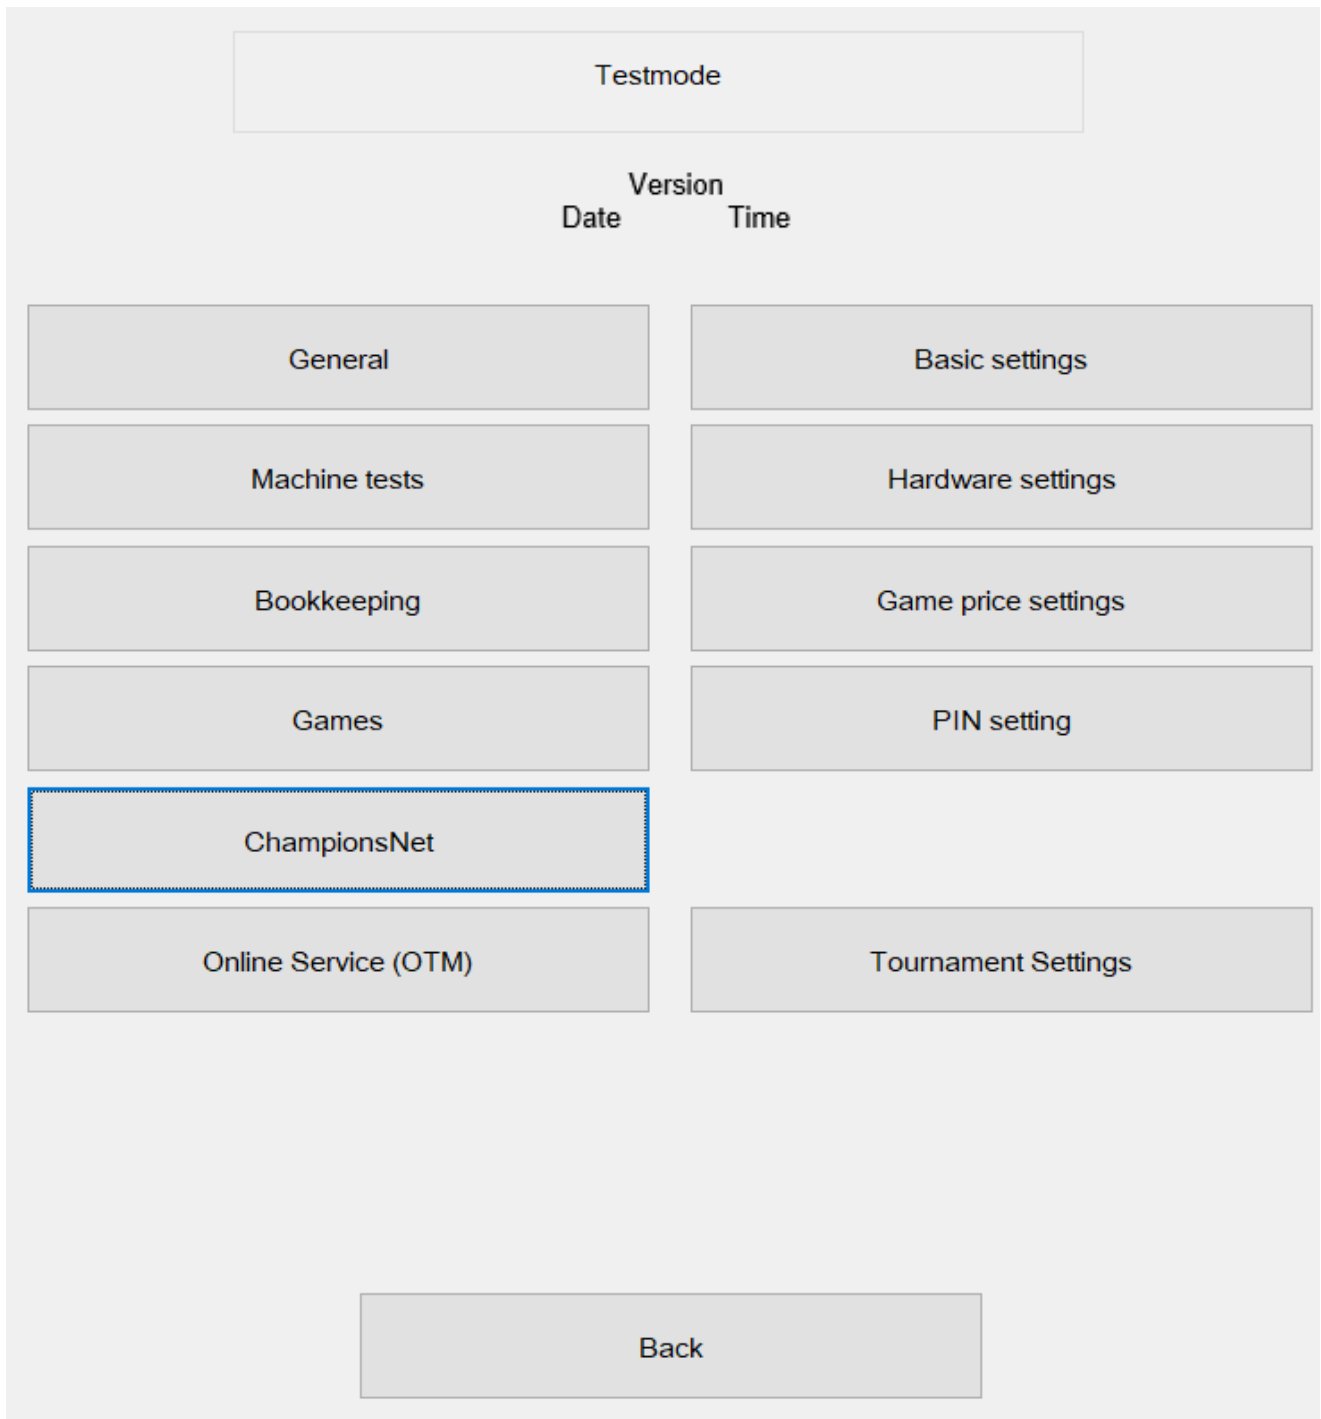 Testmode
Version
Date Time
General
Basic settings
Machine tests
Hardware settings
Bookkeeping
Game price settings
Games
PIN setting
ChampionsNet
Online Service (OTM)
Tournament Settings
Back